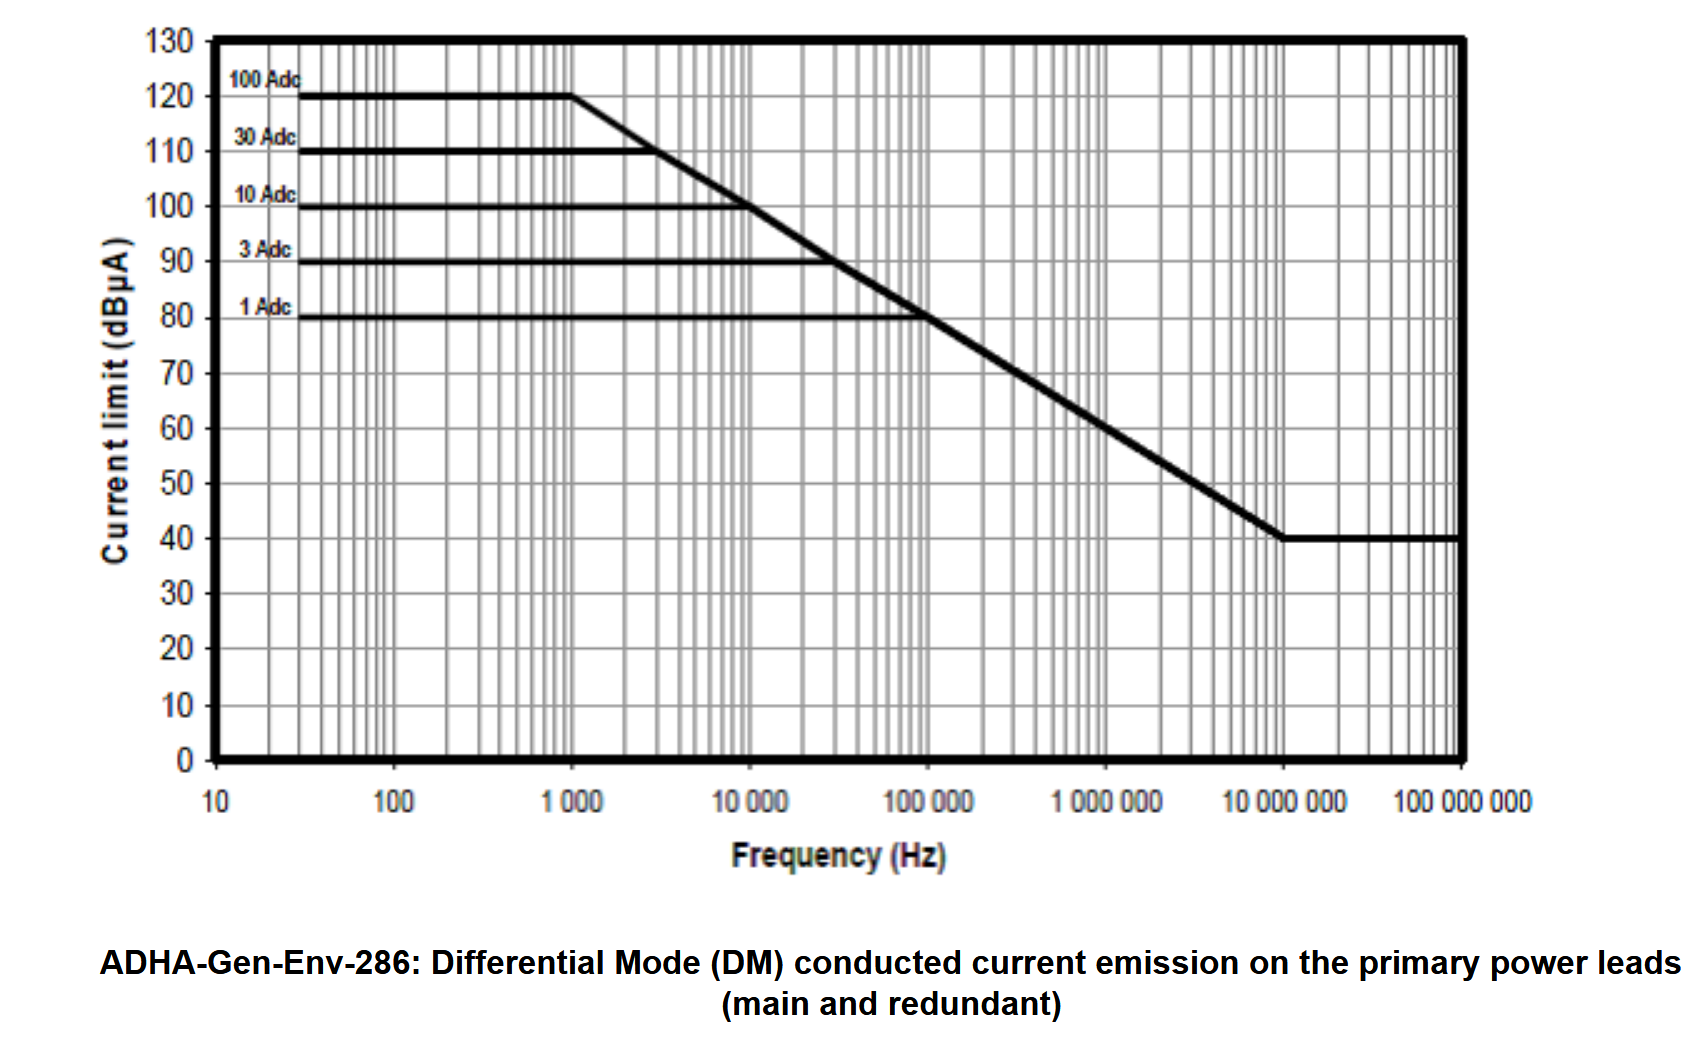 130
100 Adc
120
30 Adc
110
10 Adc
100
3 Adc
90
1 Adc
80
70
60
50
40
30
20
10
0
Current limit (dBµA)
10 100 1 000 10 000 100 000 1 000 000 10 000 000 100 000 000
Frequency (Hz)
ADHA-Gen-Env-286: Differential Mode (DM) conducted current emission on the primary power leads
(main and redundant)